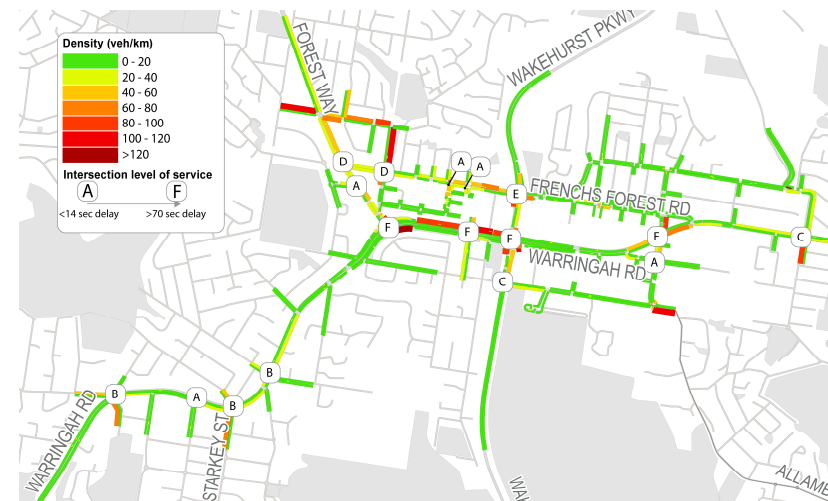 Density (veh/km)
0 - 20
20 - 40
40 - 60
60 - 80
80 - 100
100 - 120
>120
Intersection level of service
A F
<14 sec delay >70 sec delay
FOREST WAY
WAKEHURST PKWY
A A
D D
A
E
FRENCHS FOREST RD
F F F F C
WARRINGAH RD
A
C
B
B A B
WARRINGAH RD
STARKEY ST
WAK
ALLAMB